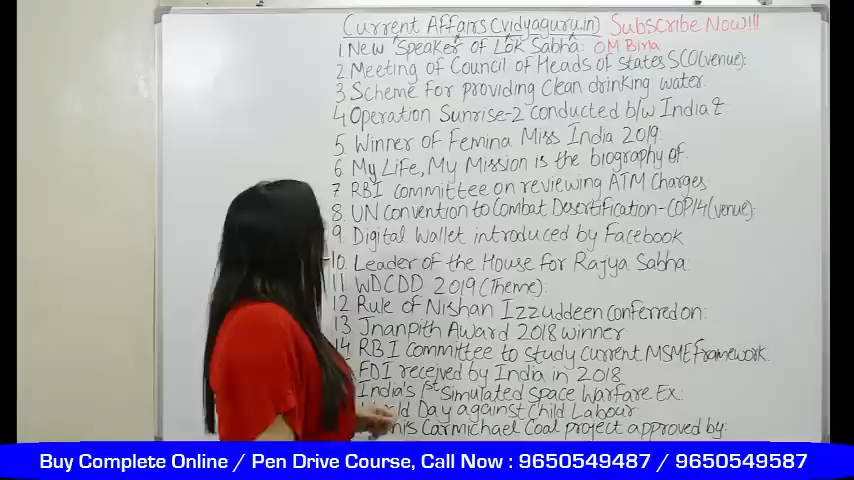 Current Affairs (vidyaguru.in) Subscribe Now!!!
1 New Speaker of Lok Sabha: OM Birla
2 Meeting of Council of Heads of states SCO(venue):
3 Scheme for providing Clean drinking water
4 Operation Sunrise-2 conducted b/w India &
5. Winner of Femina Miss India 2019:
6. My Life, My Mission is the biography of
7 RBI committee on reviewing ATM Charges
8. UN convention to Combat Desertification-COP14(venue):
9. Digital Wallet introduced by Facebook
10. Leader of the House for Rajya Sabha:
11. WDCDD 2019 (Theme):
12 Rule of Nishan Izzuddeen conferred on:
13 Jnanpith Award 2018 winner
14 RBI Committee to study current MSME framework
FDI received by India in 2018
India's 1st Simulated Space Warfare Ex:
Day against Child Labour
Carmichael Coal project approved by:
Buy Complete Online / Pen Drive Course, Call Now : 9650549487 / 9650549587